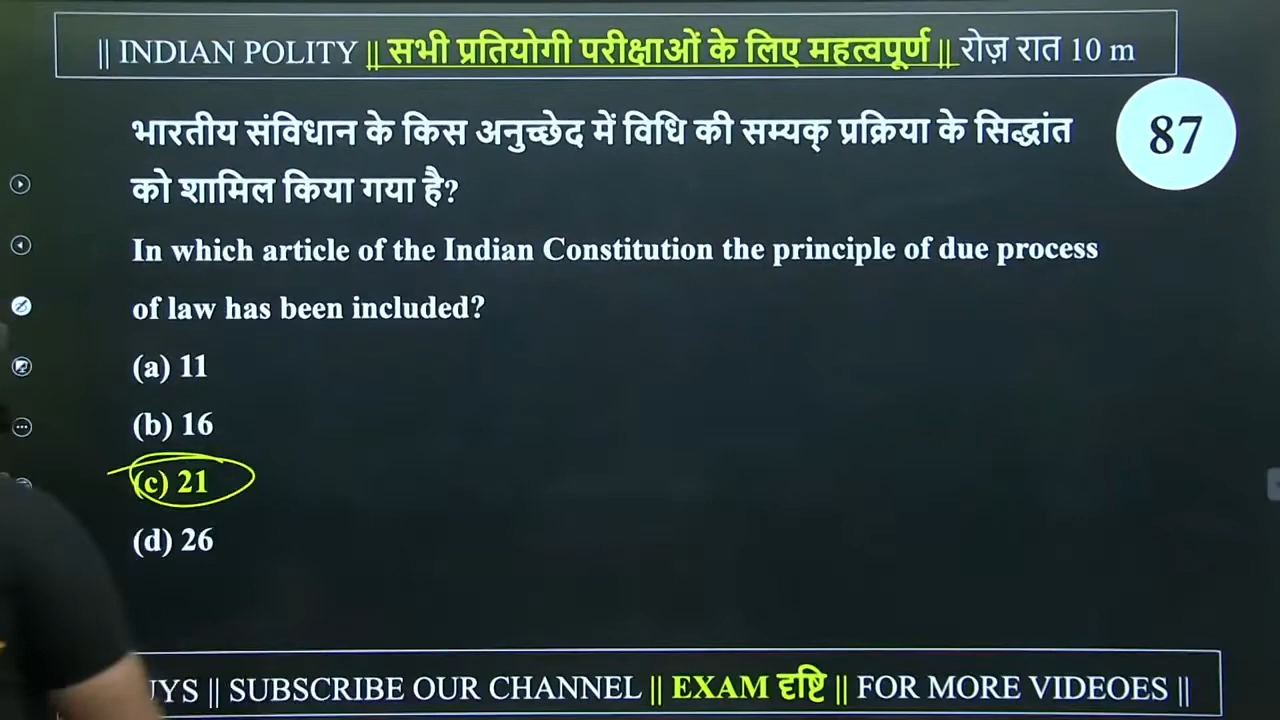 || INDIAN POLITY || सभी प्रतियोगी परीक्षाओं के लिए महत्वपूर्ण || रोज़ रात 10 m
87
भारतीय संविधान के किस अनुच्छेद में विधि की सम्यक् प्रक्रिया के सिद्धांत
को शामिल किया गया है?
In which article of the Indian Constitution the principle of due process
of law has been included?
(a) 11
(b) 16
(c) 21
(d) 26
|| SUBSCRIBE OUR CHANNEL || EXAM दृष्टि || FOR MORE VIDEOES ||